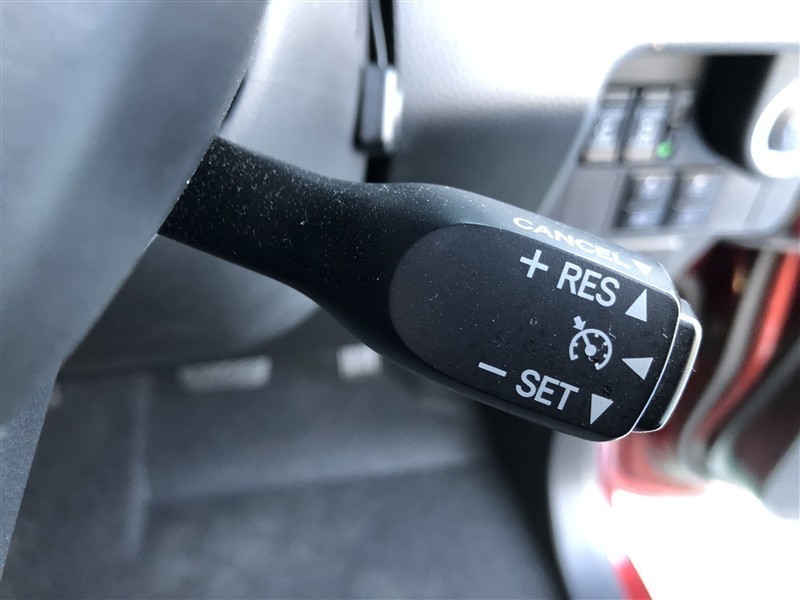 CANCEL ▼
+ RES ▲
◀
− SET ▼